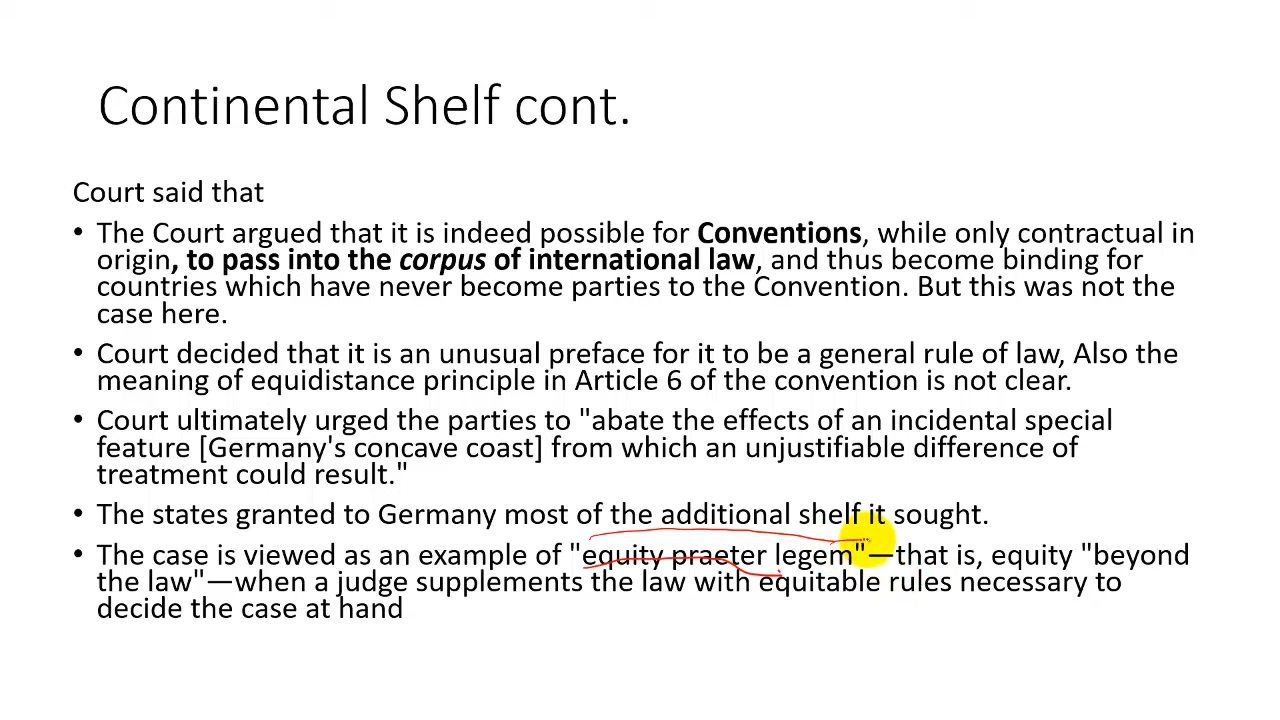 Continental Shelf cont.
Court said that
• The Court argued that it is indeed possible for Conventions, while only contractual in
origin, to pass into the corpus of international law, and thus become binding for
countries which have never become parties to the Convention. But this was not the
case here.
• Court decided that it is an unusual preface for it to be a general rule of law, Also the
meaning of equidistance principle in Article 6 of the convention is not clear.
• Court ultimately urged the parties to "abate the effects of an incidental special
feature [Germany's concave coast] from which an unjustifiable difference of
treatment could result."
• The states granted to Germany most of the additional shelf it sought.
• The case is viewed as an example of "equity praeter legem"—that is, equity "beyond
the law"—when a judge supplements the law with equitable rules necessary to
decide the case at hand